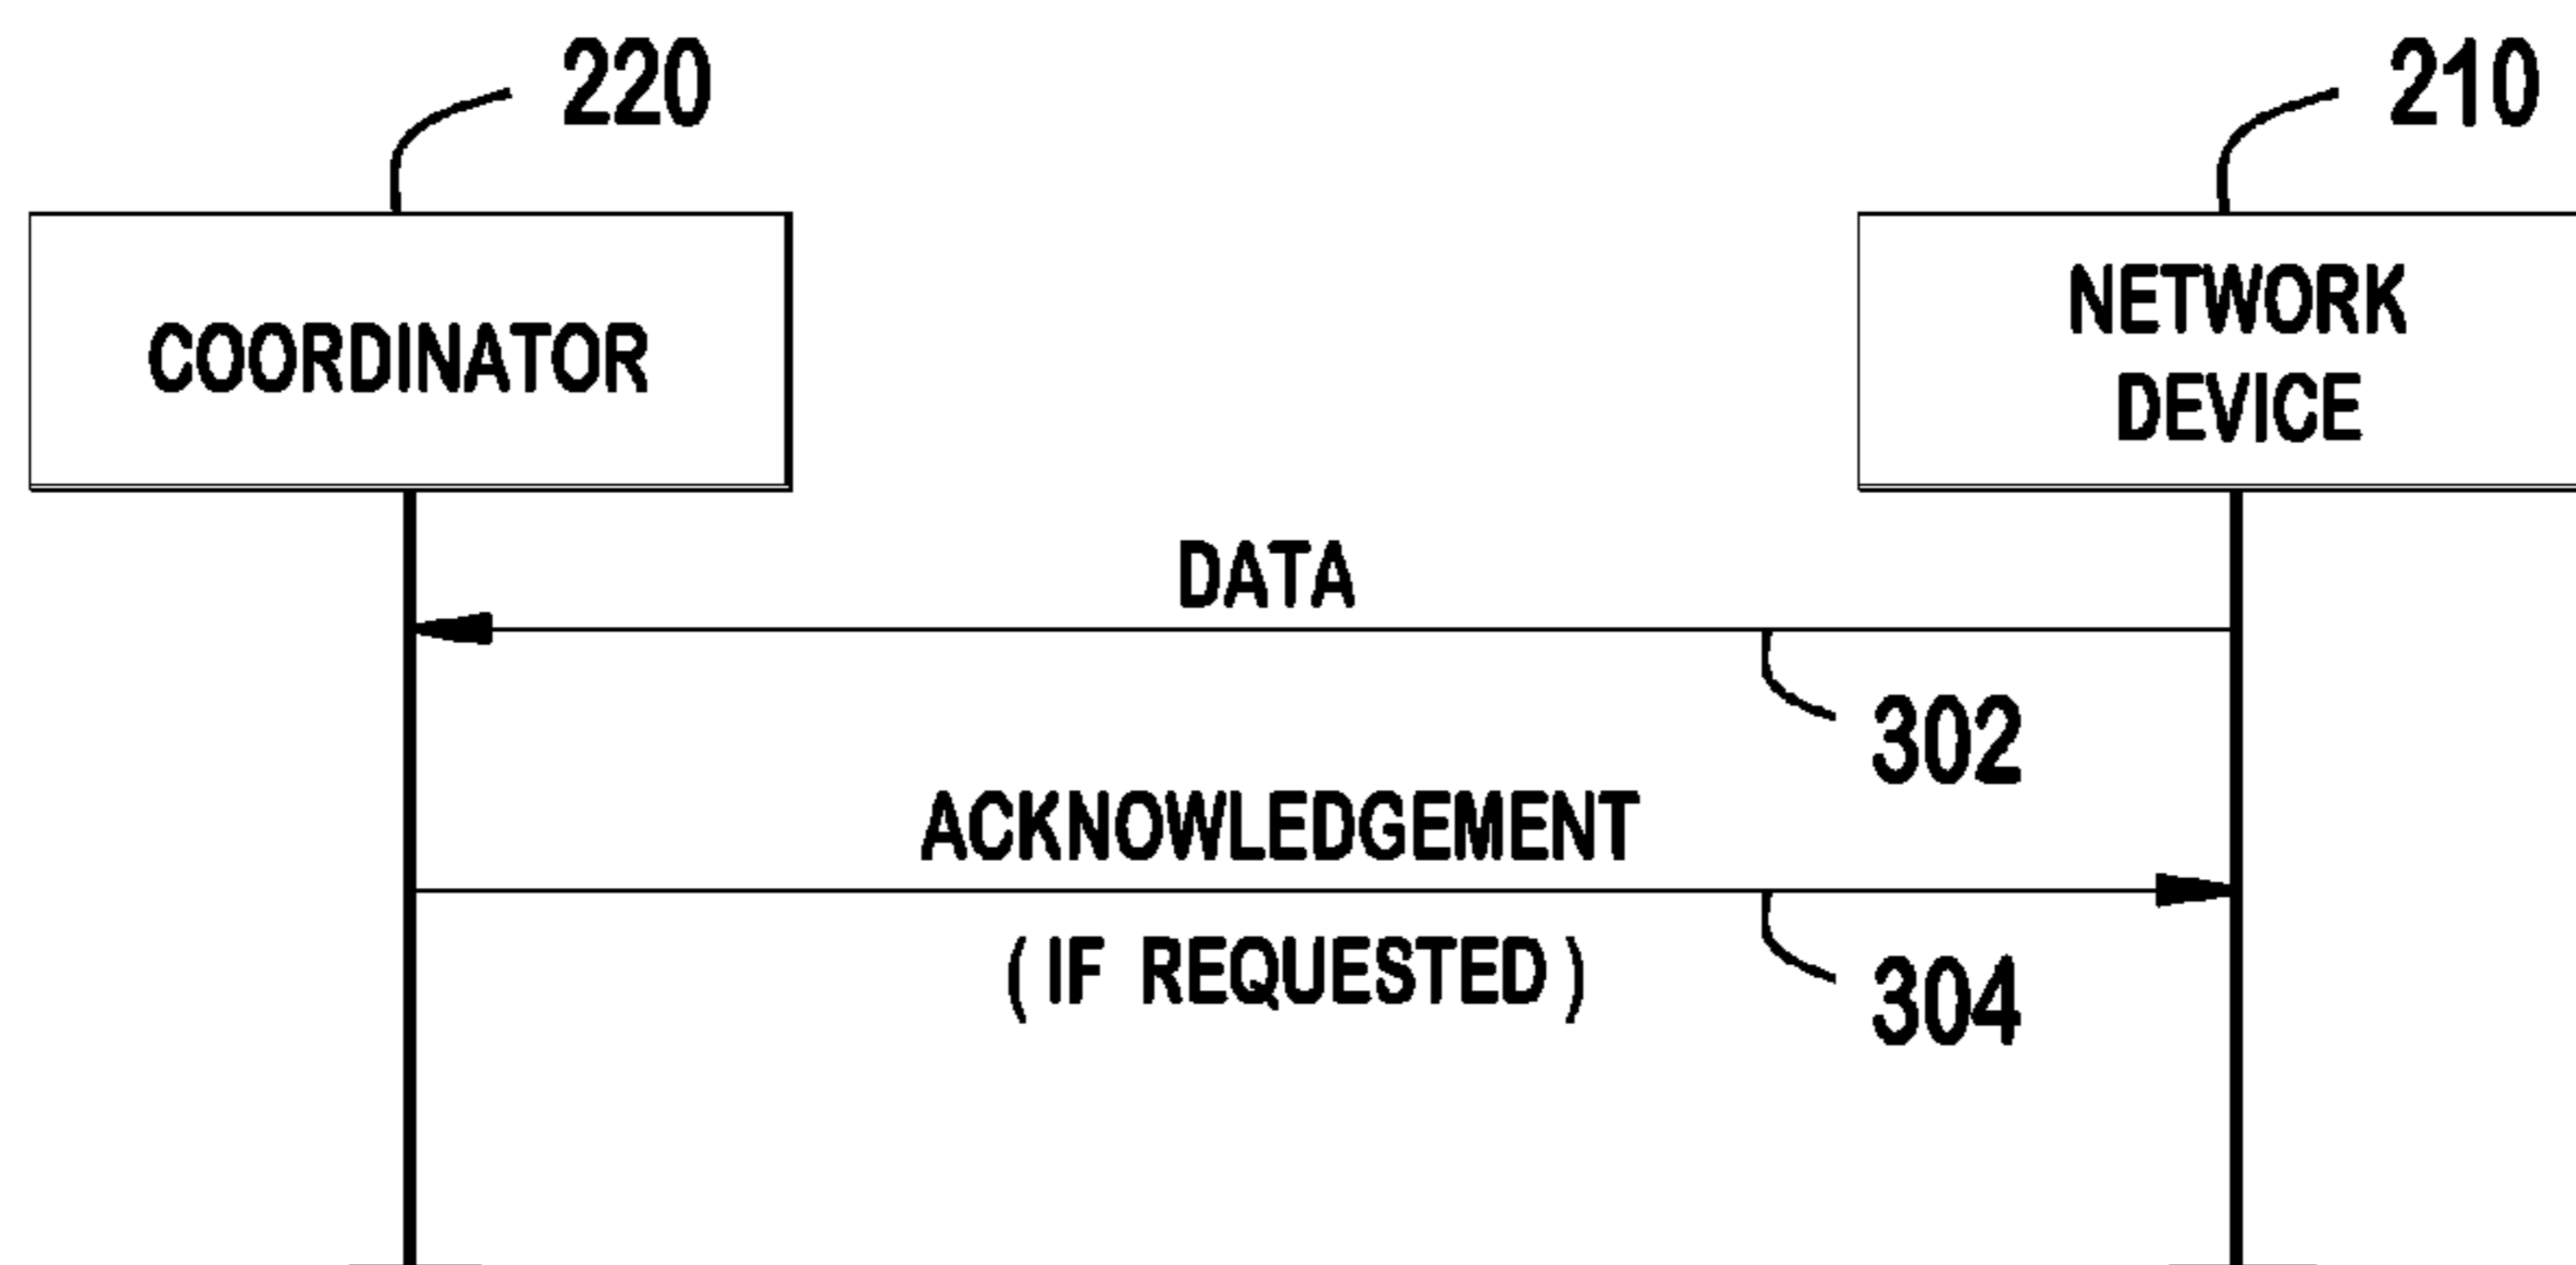 220
210
COORDINATOR
NETWORK
DEVICE
DATA
302
ACKNOWLEDGEMENT
( IF REQUESTED )
304